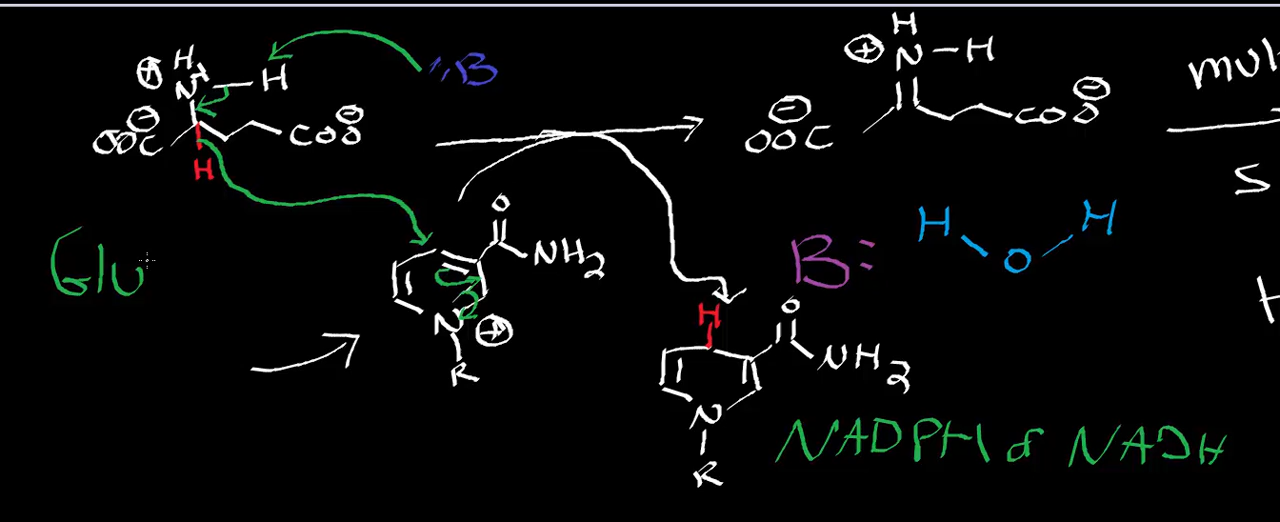 H
⊕ N – H
:B
⊖OOC COO⊖
H
H
⊕ N – H
⊖OOC COO⊖
mul
S
Glu
O
NH2
N ⊕
R
B:
H O H
H
H
O
NH2
N
R
NADPH or NADH